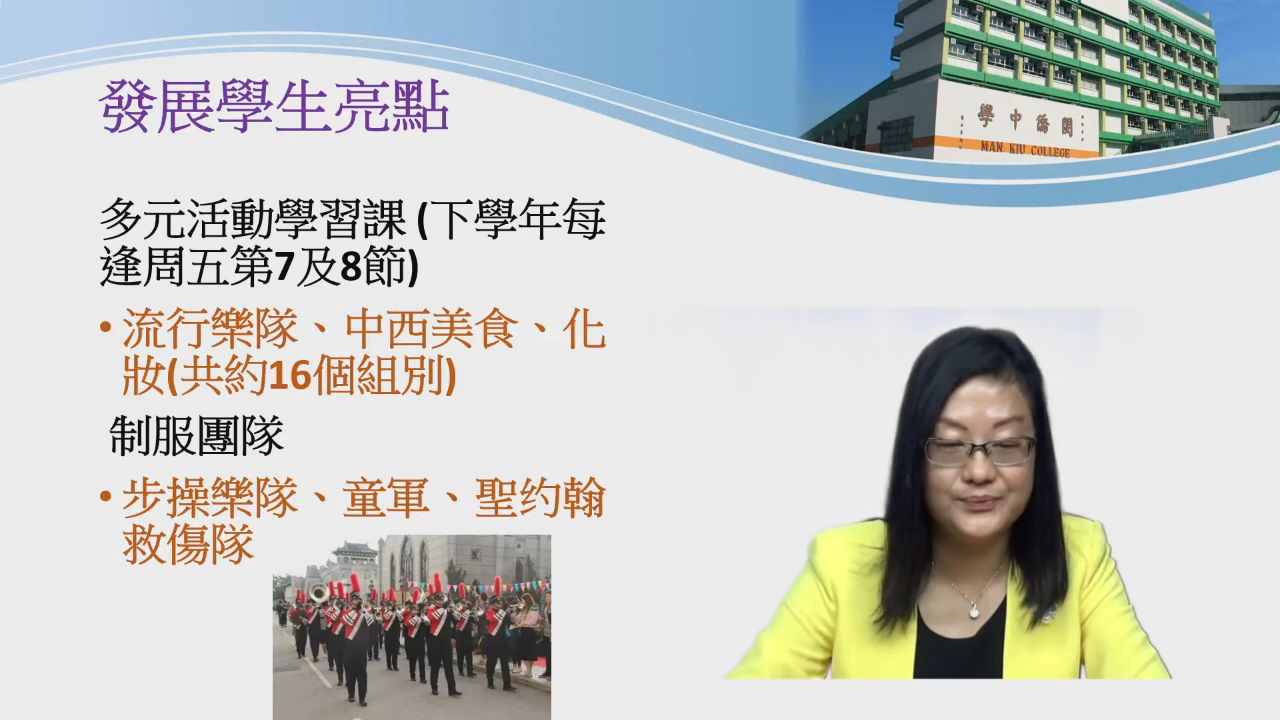 發展學生亮點
學中僑閩
MAN KIU COLLEGE
多元活動學習課 (下學年每
逢周五第7及8節)
• 流行樂隊、中西美食、化
妝(共約16個組別)
制服團隊
• 步操樂隊、童軍、聖约翰
救傷隊